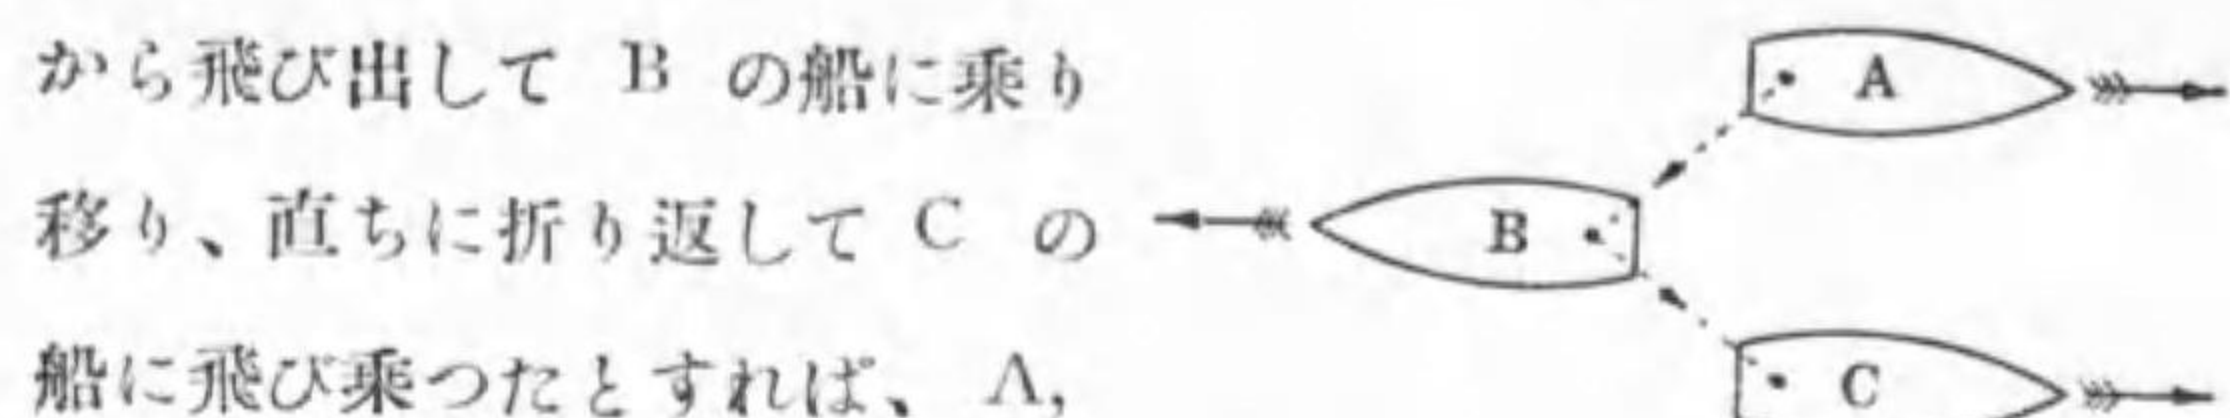 から飛び出して B の船に乗り
移り、直ちに折り返して C の
船に飛び乗つたとすれば、 A,
A
B
C